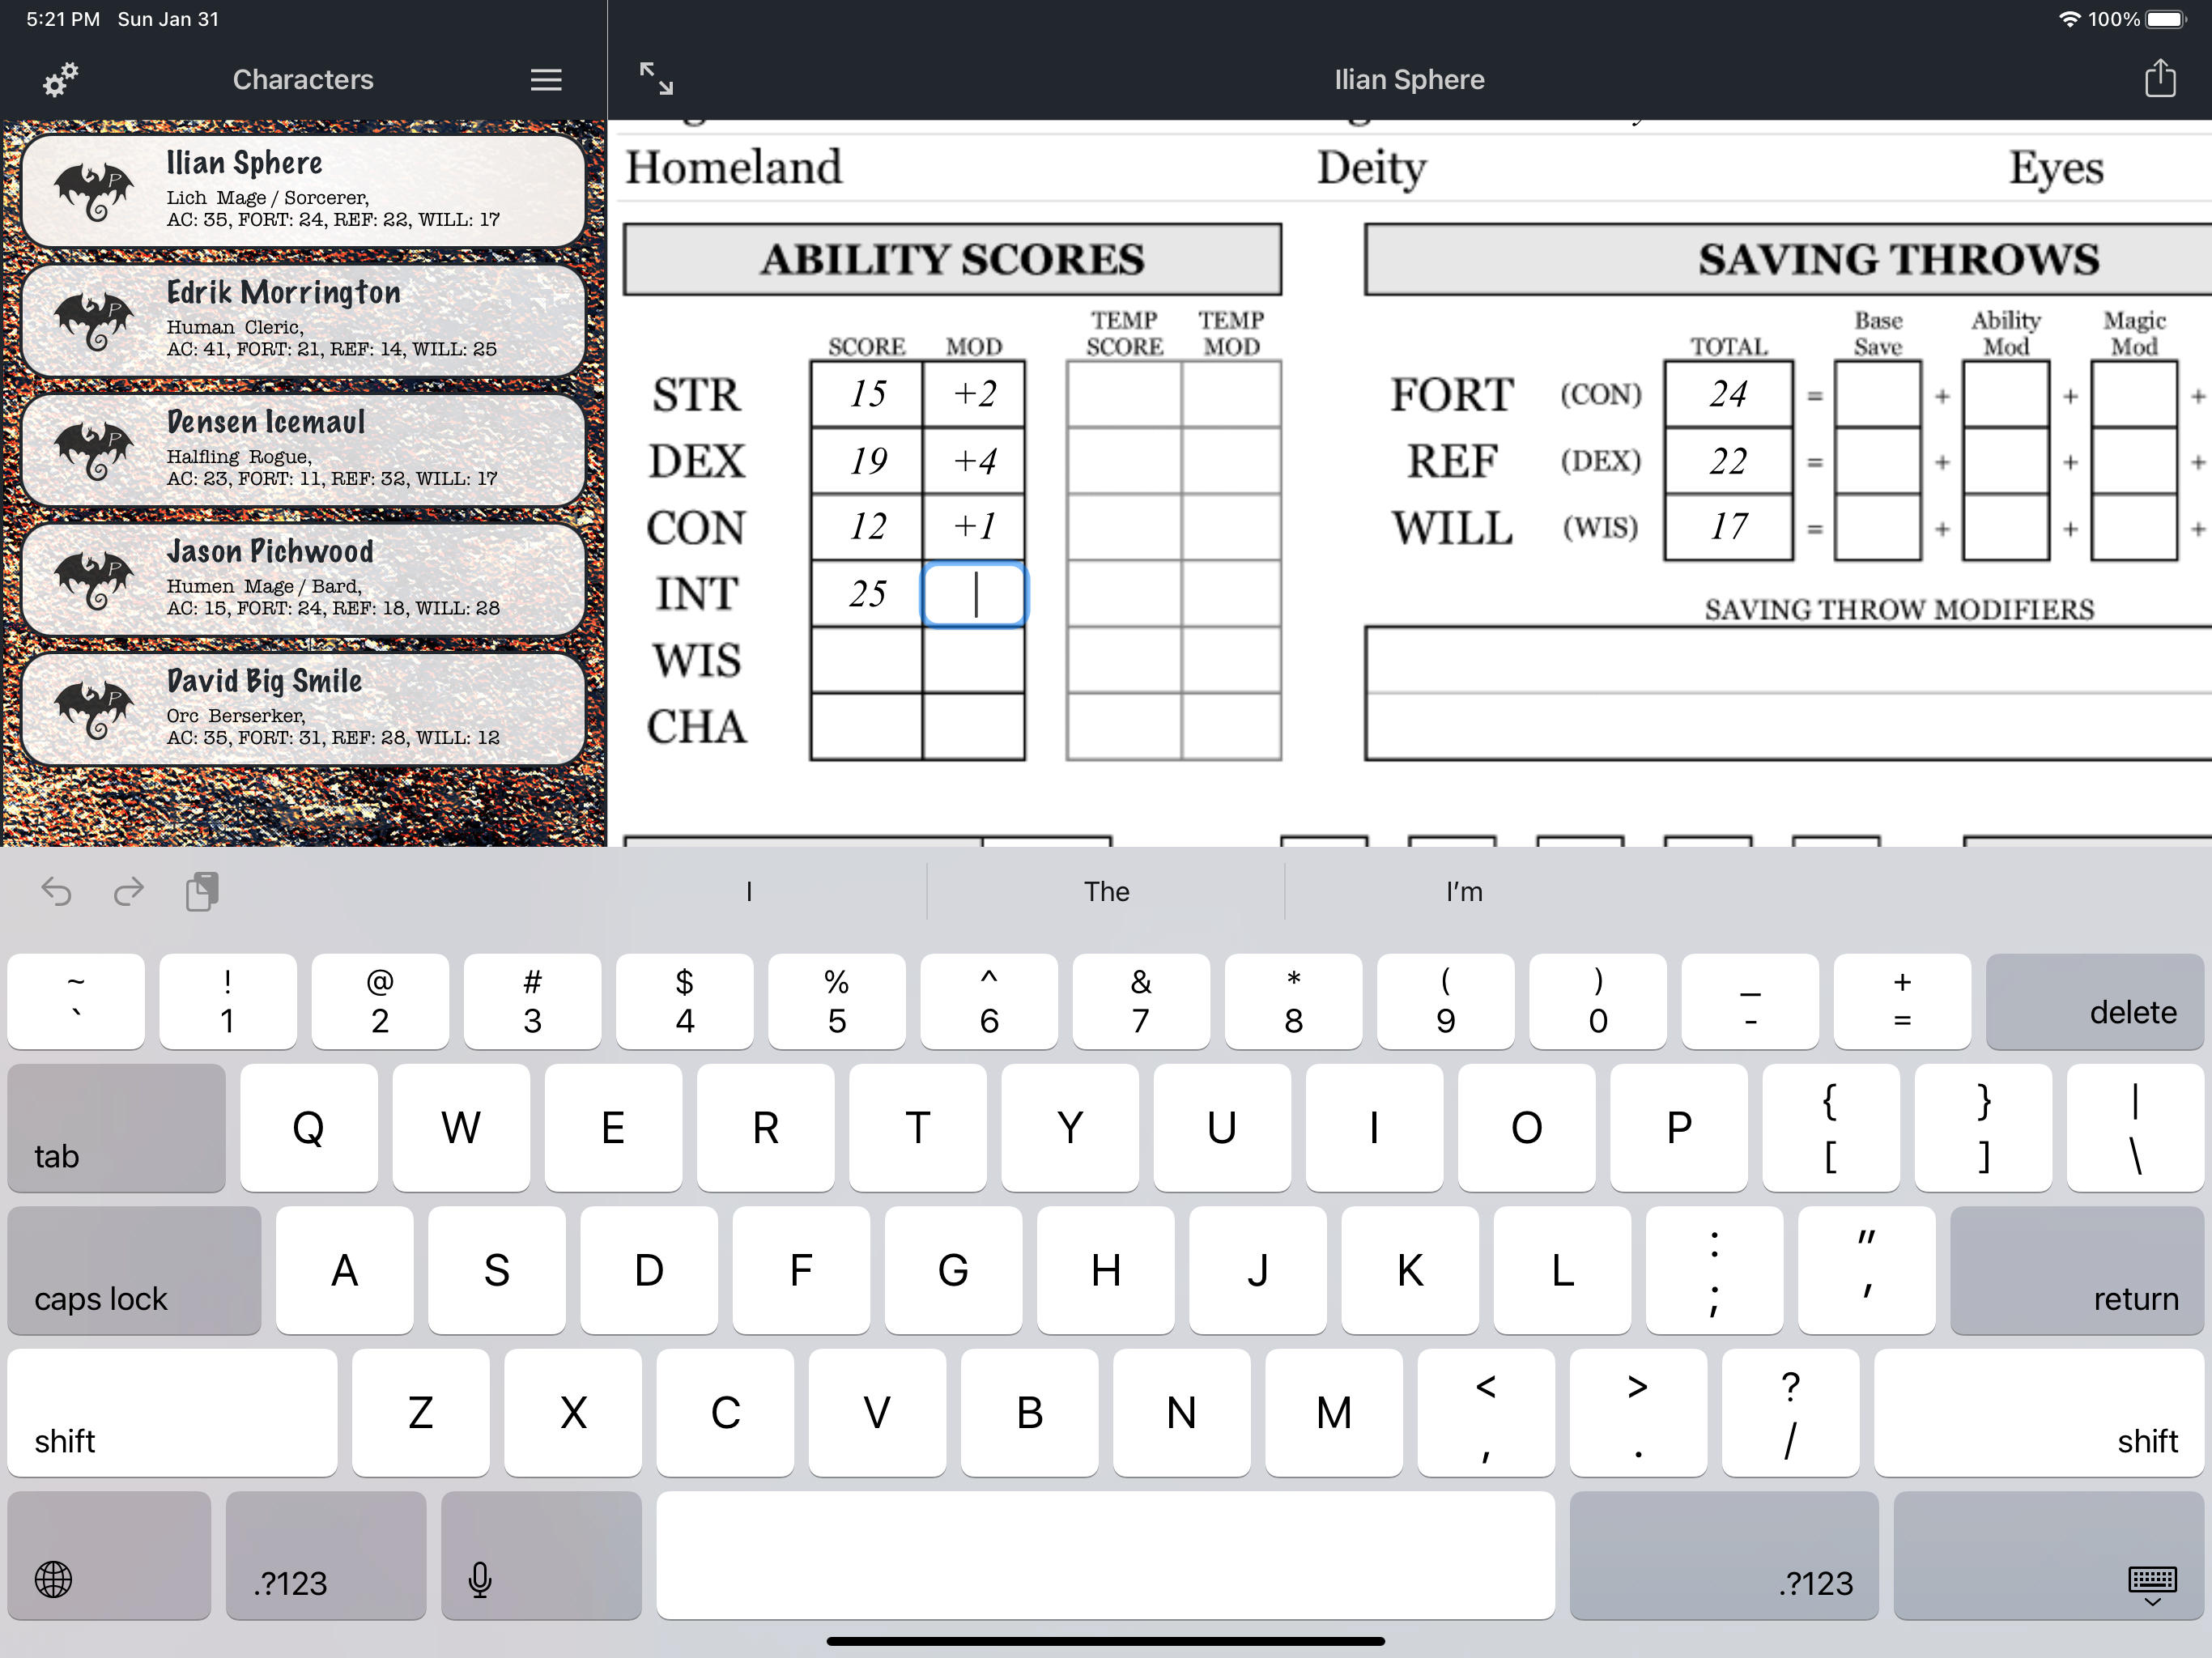 5:21 PM Sun Jan 31
100%
Characters
Ilian Sphere
Ilian Sphere
Lich Mage / Sorcerer,
AC: 35, FORT: 24, REF: 22, WILL: 17
Edrik Morrington
Human Cleric,
AC: 41, FORT: 21, REF: 14, WILL: 25
Densen Icemaul
Halfling Rogue,
AC: 23, FORT: 11, REF: 32, WILL: 17
Jason Pichwood
Humen Mage / Bard,
AC: 15, FORT: 24, REF: 18, WILL: 28
David Big Smile
Orc Berserker,
AC: 35, FORT: 31, REF: 28, WILL: 12
Homeland Deity Eyes
ABILITY SCORES
SCORE MOD TEMP SCORE TEMP MOD
STR 15 +2
DEX 19 +4
CON 12 +1
INT 25
WIS
CHA
SAVING THROWS
TOTAL Base Save Ability Mod Magic Mod
FORT (CON) 24 = + + +
REF (DEX) 22 = + + +
WILL (WIS) 17 = + + +
SAVING THROW MODIFIERS
I The I'm
~ ! @ # $ % ^ & * ( ) _ +
` 1 2 3 4 5 6 7 8 9 0 - = delete
tab Q W E R T Y U I O P { [ } ] | \
caps lock A S D F G H J K L : ; " ' return
shift Z X C V B N M < , > . ? / shift
.?123 .?123